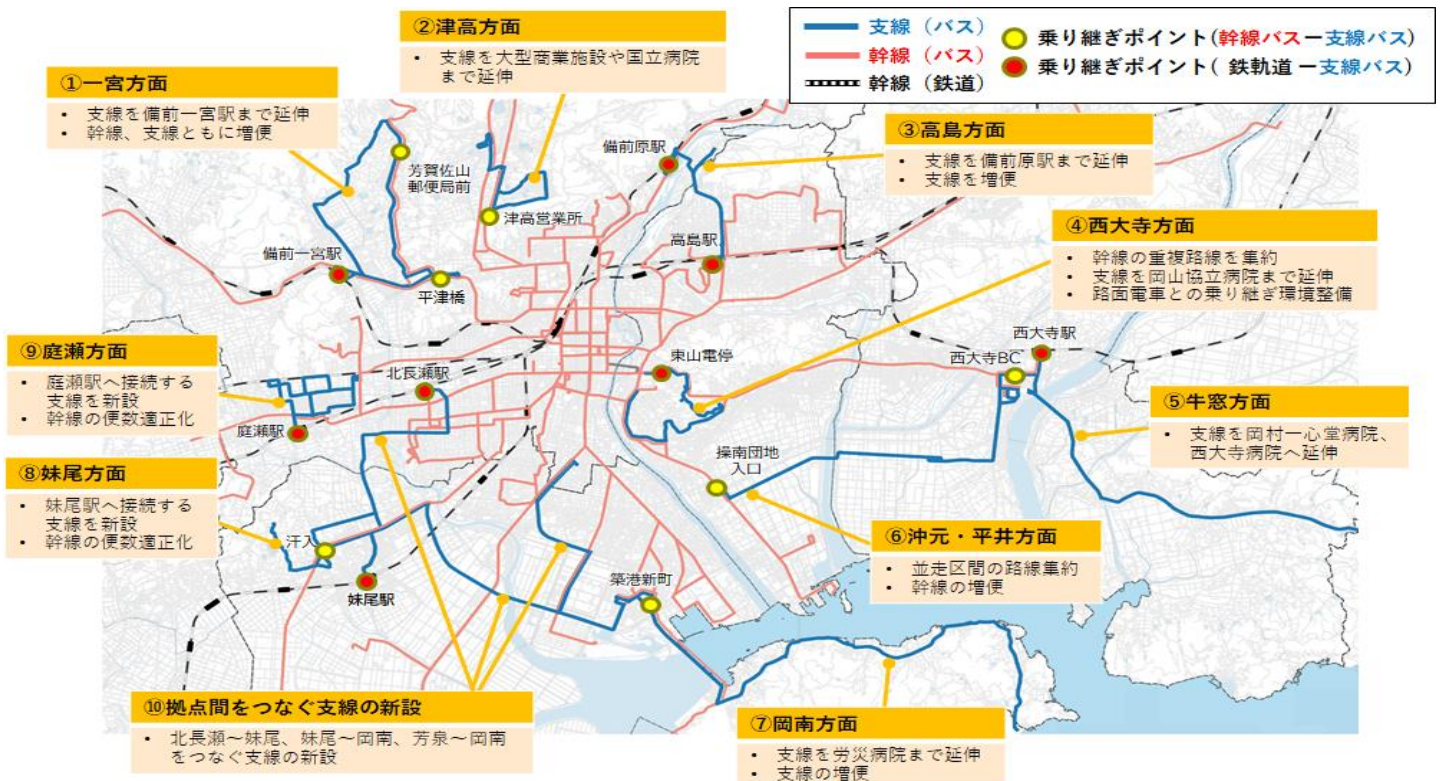 支線（バス）
幹線（バス）
幹線（鉄道）
乗り継ぎポイント(幹線バスー支線バス)
乗り継ぎポイント( 鉄軌道 ー支線バス)
①一宮方面
• 支線を備前一宮駅まで延伸
• 幹線、支線ともに増便
②津高方面
• 支線を大型商業施設や国立病院
まで延伸
③高島方面
• 支線を備前原駅まで延伸
• 支線を増便
④西大寺方面
• 幹線の重複路線を集約
• 支線を岡山協立病院まで延伸
• 路面電車との乗り継ぎ環境整備
⑤牛窓方面
• 支線を岡村一心堂病院、
西大寺病院へ延伸
⑥沖元・平井方面
• 並走区間の路線集約
• 幹線の増便
⑦岡南方面
• 支線を労災病院まで延伸
• 支線の増便
⑧妹尾方面
• 妹尾駅へ接続する
支線を新設
• 幹線の便数適正化
⑨庭瀬方面
• 庭瀬駅へ接続する
支線を新設
• 幹線の便数適正化
⑩拠点間をつなぐ支線の新設
• 北長瀬～妹尾、妹尾～岡南、芳泉～岡南
をつなぐ支線の新設
芳賀佐山
郵便局前
津高営業所
備前原駅
高島駅
備前一宮駅
平津橋
北長瀬駅
庭瀬駅
東山電停
西大寺BC
西大寺駅
操南団地
入口
汗入
妹尾駅
築港新町